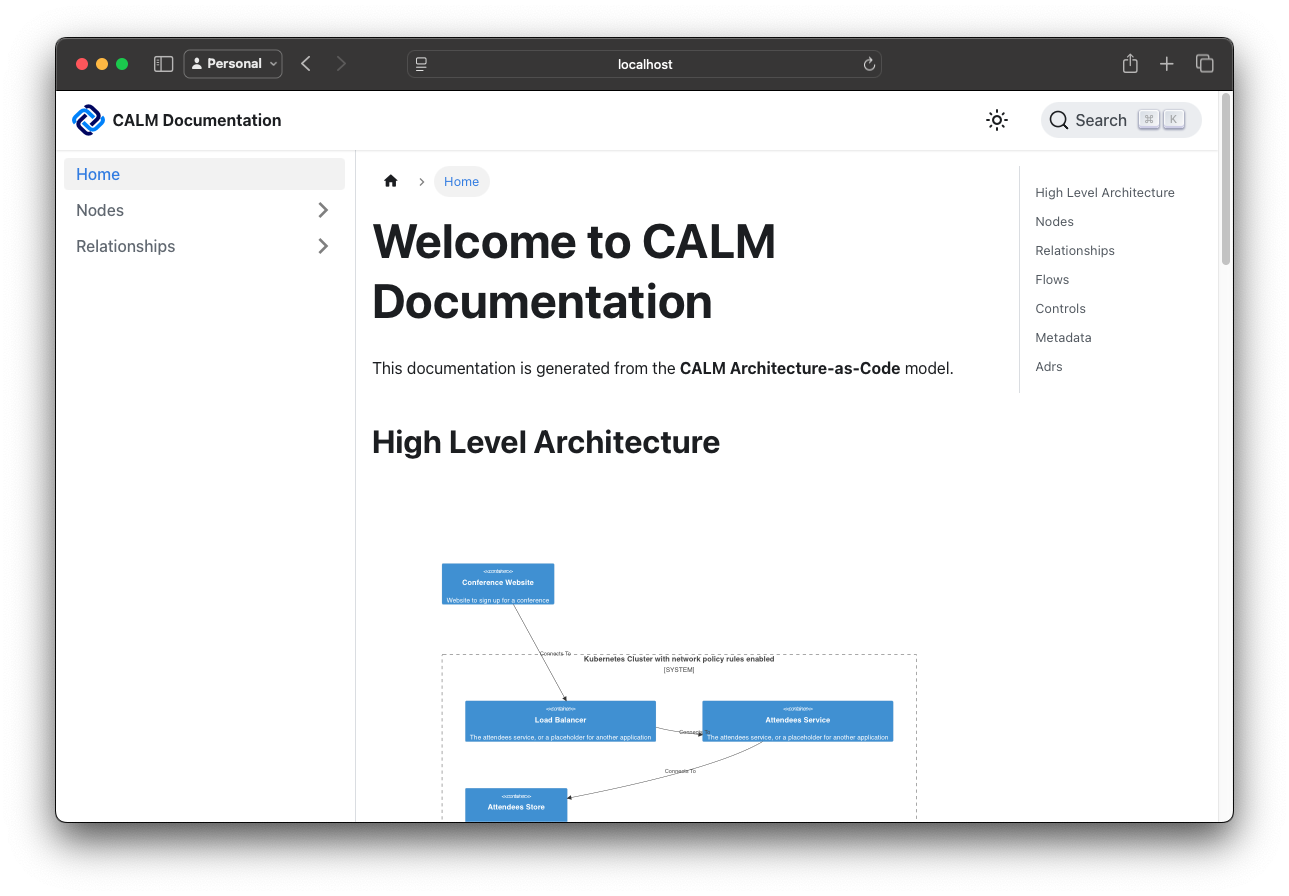 Personal
localhost
CALM Documentation
Search ⌘ K
Home
Nodes
Relationships
Home
Welcome to CALM
Documentation
This documentation is generated from the CALM Architecture-as-Code model.
High Level Architecture
<<container>>
Conference Website
Website to sign up for a conference
Connects To
Kubernetes Cluster with network policy rules enabled
[SYSTEM]
<<container>>
Load Balancer
The attendees service, or a placeholder for another application
Connects To
<<container>>
Attendees Service
The attendees service, or a placeholder for another application
Connects To
<<container>>
Attendees Store
High Level Architecture
Nodes
Relationships
Flows
Controls
Metadata
Adrs